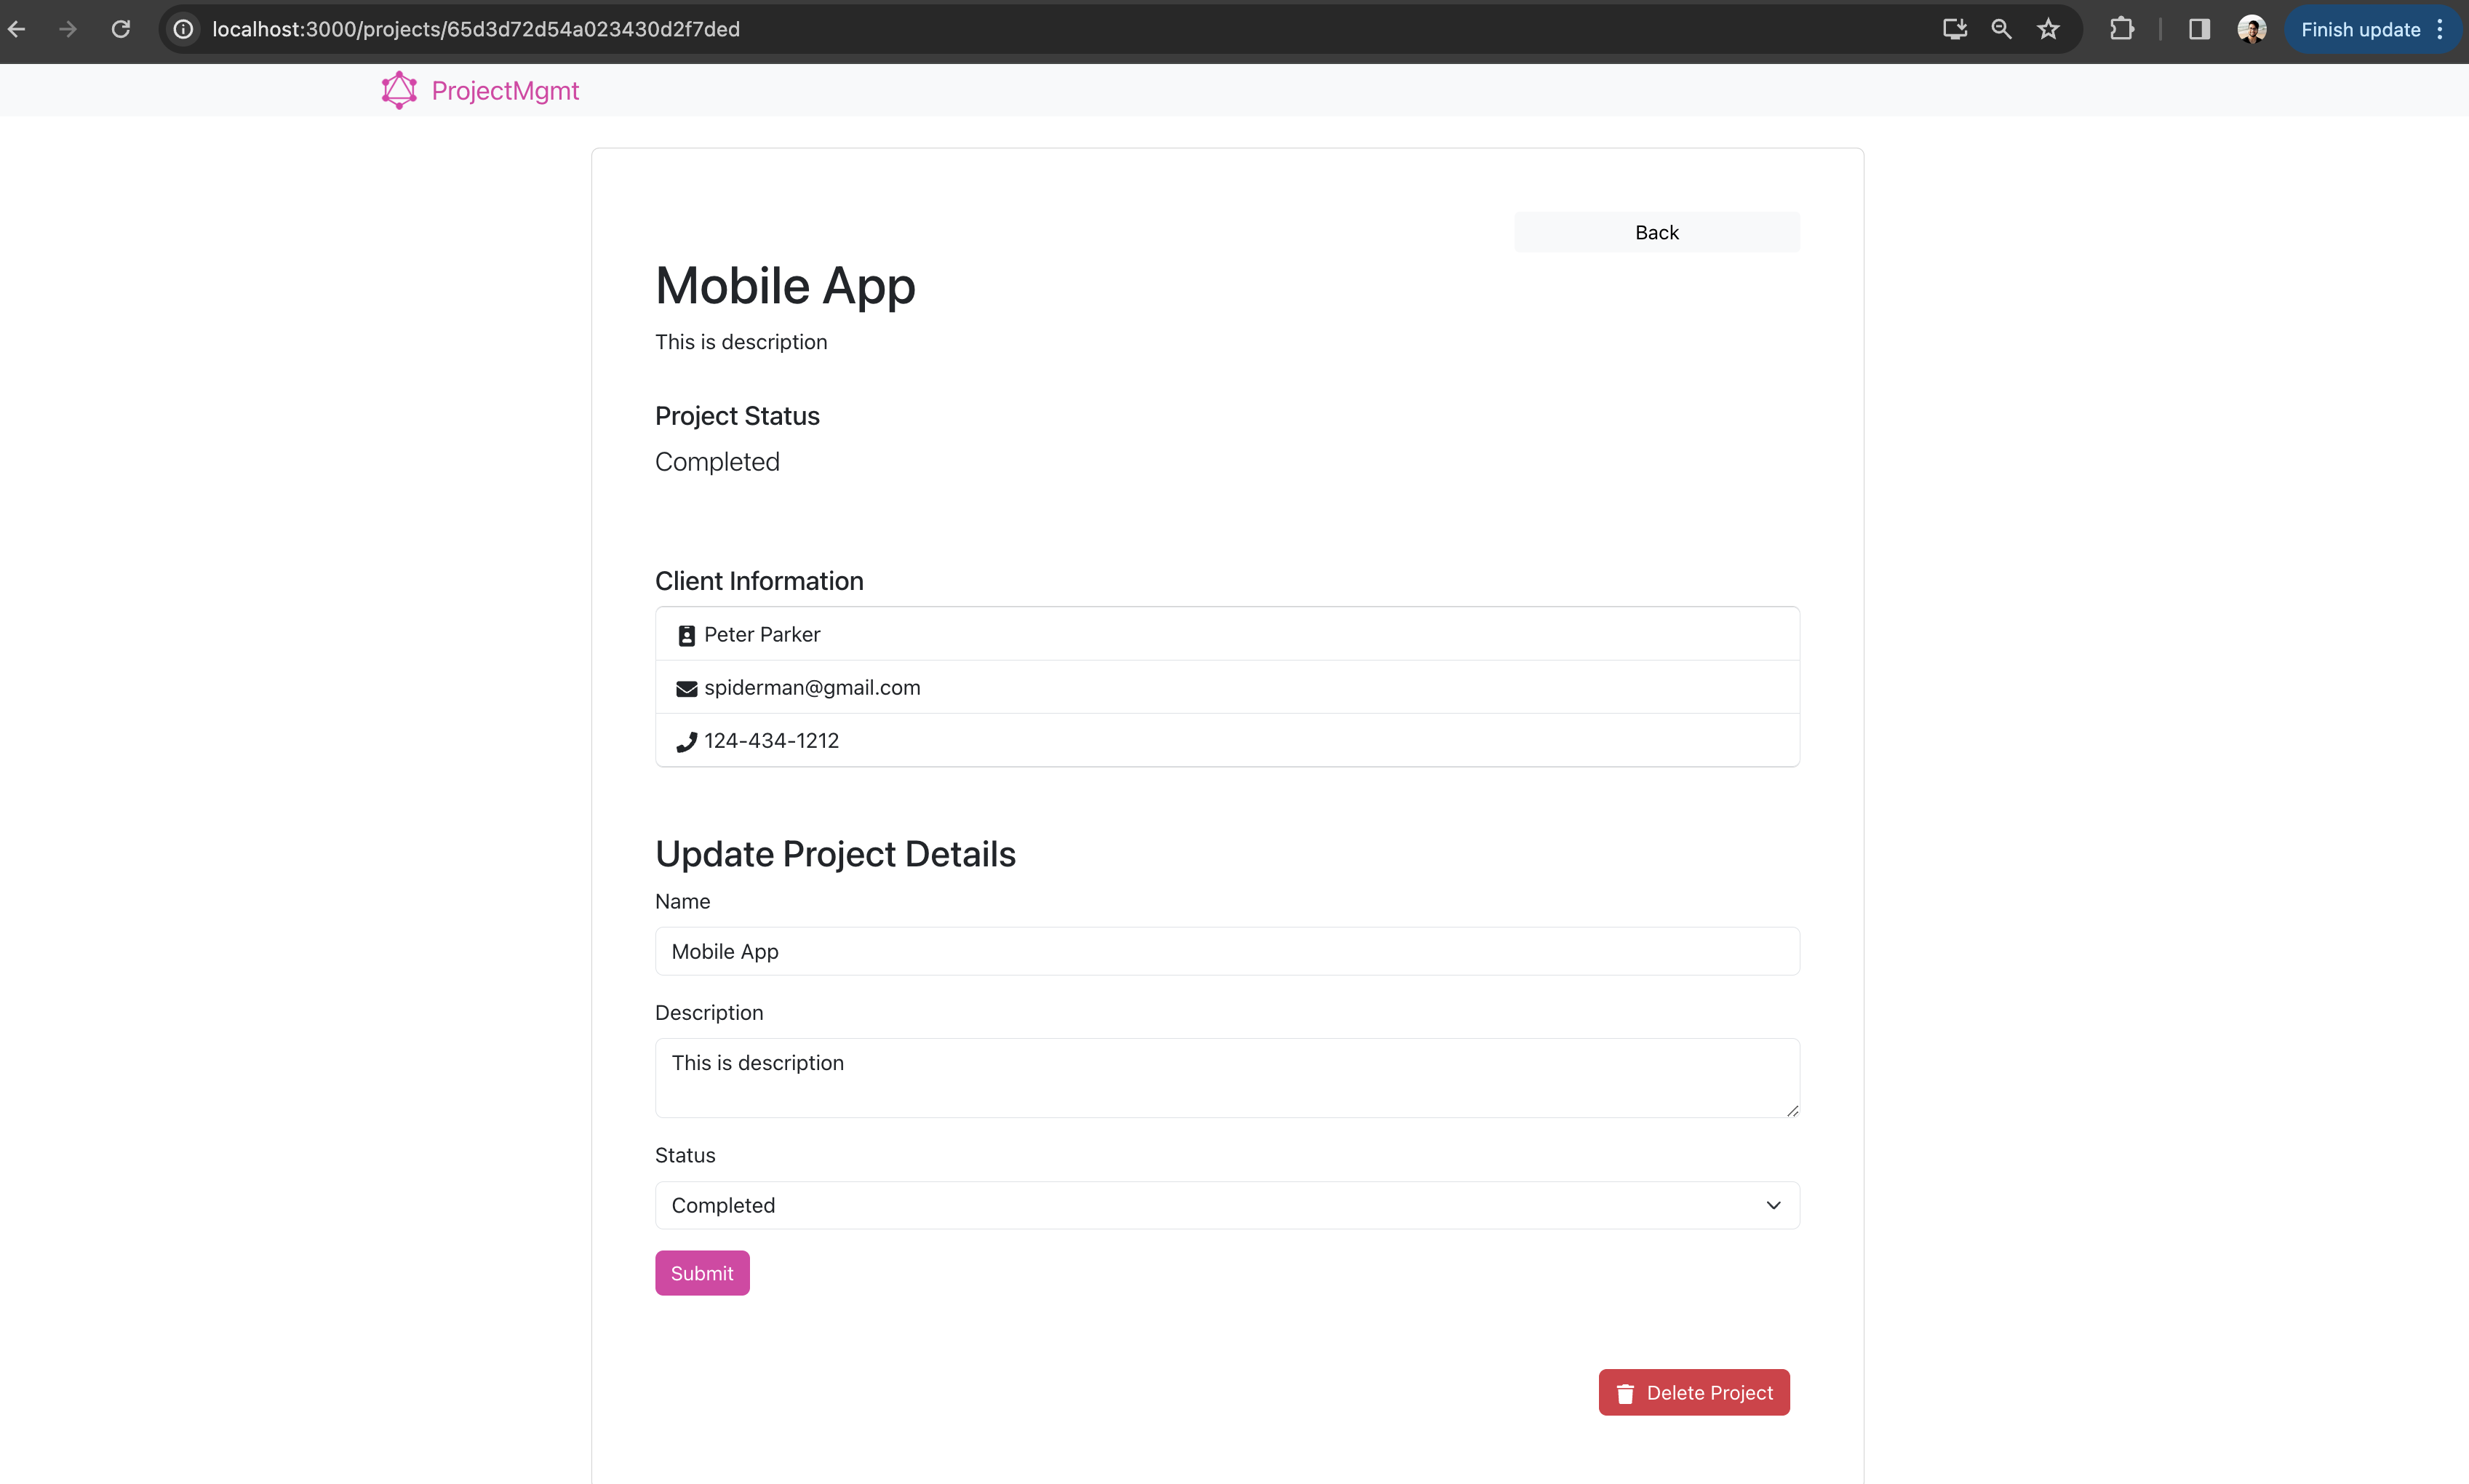 localhost:3000/projects/65d3d72d54a023430d2f7ded
Finish update
ProjectMgmt
Back
Mobile App
This is description
Project Status
Completed
Client Information
Peter Parker
spiderman@gmail.com
124-434-1212
Update Project Details
Name
Mobile App
Description
This is description
Status
Completed
Submit
Delete Project